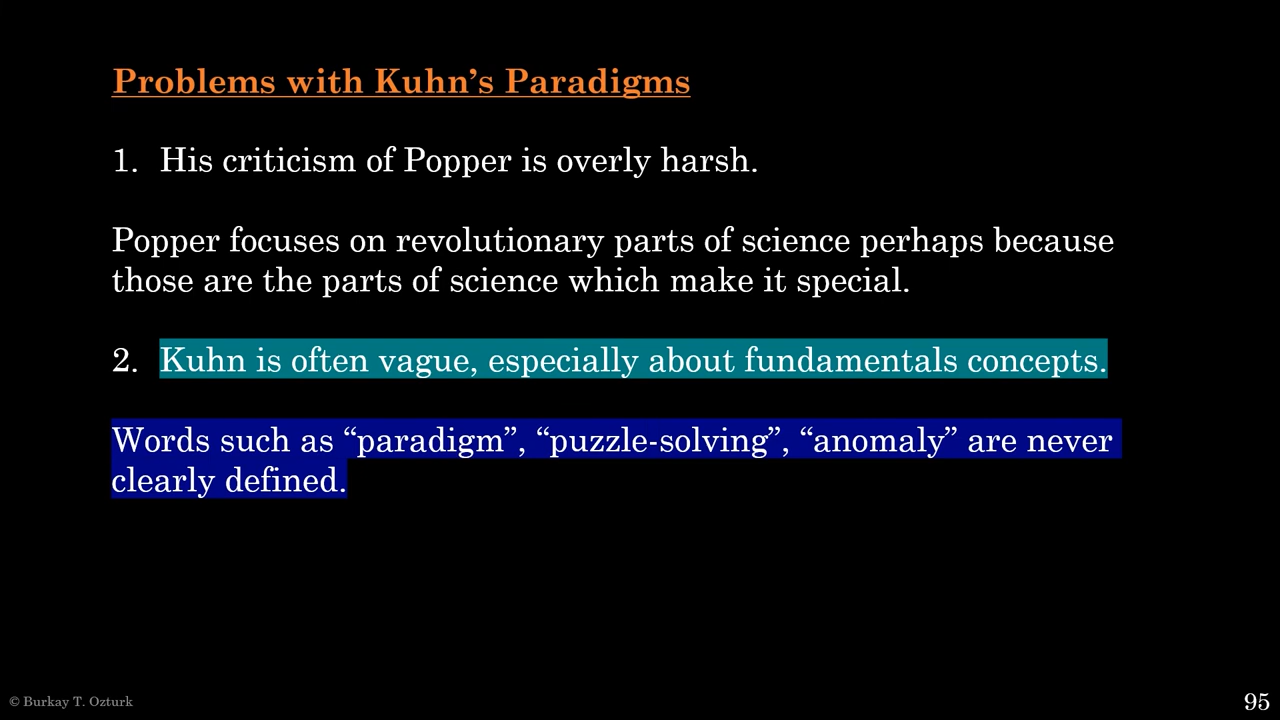 Problems with Kuhn’s Paradigms
1. His criticism of Popper is overly harsh.
Popper focuses on revolutionary parts of science perhaps because
those are the parts of science which make it special.
2. Kuhn is often vague, especially about fundamentals concepts.
Words such as “paradigm”, “puzzle-solving”, “anomaly” are never
clearly defined.
© Burkay T. Ozturk
95